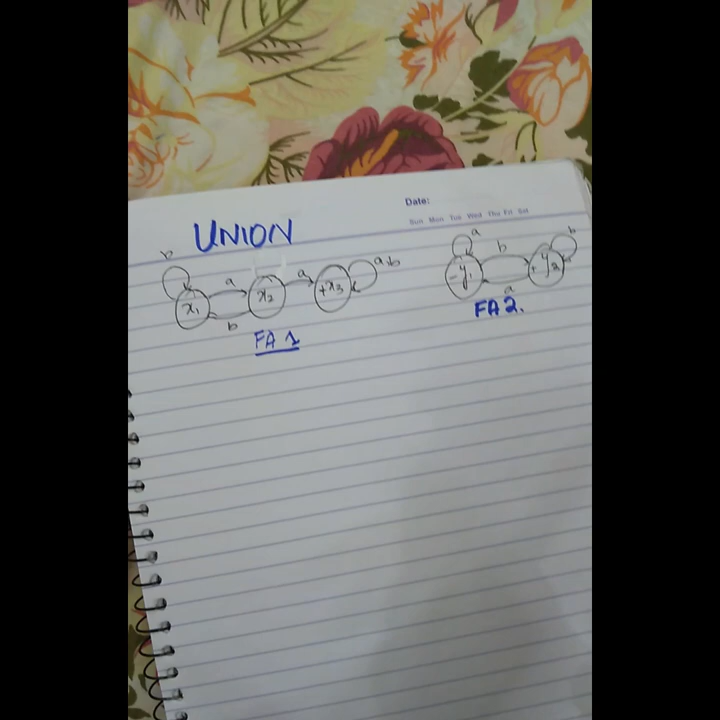 Date:
Sun Mon Tue Wed Thu Fri Sat
UNION
b a a a,b a b b
x₁ x₂ +x₃ -y₁ +y₂
b a
FA 1 FA 2.